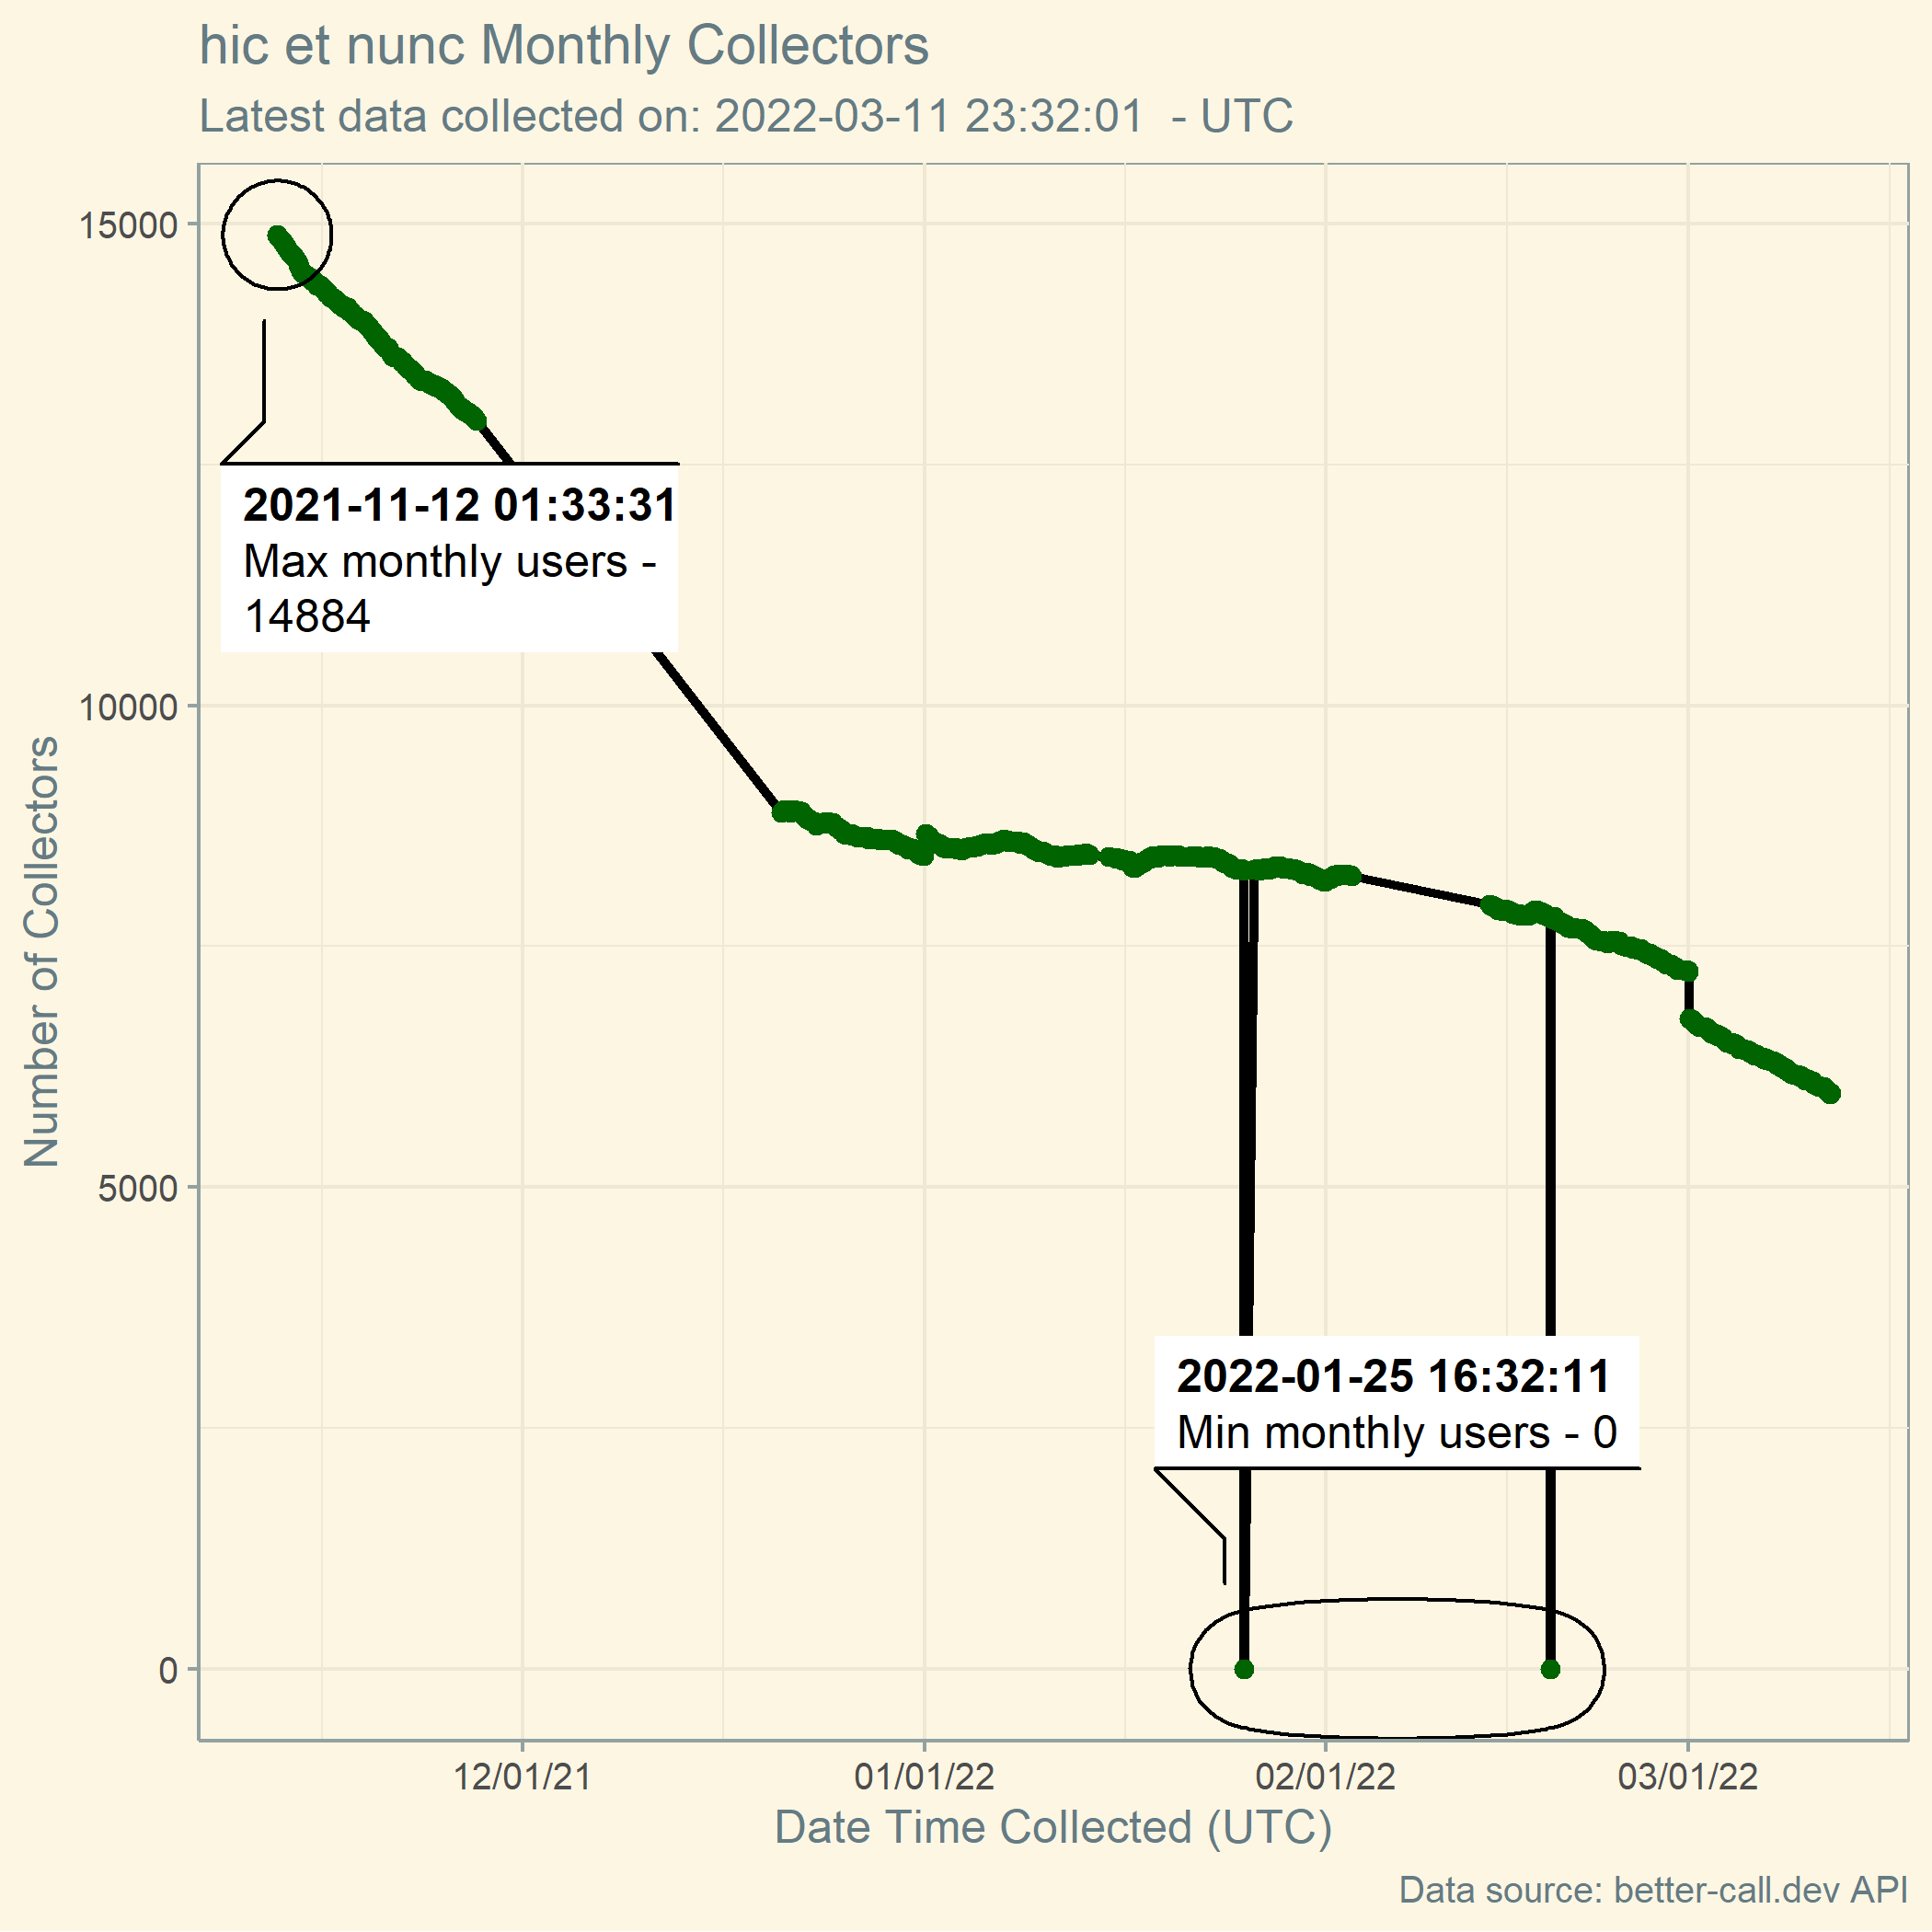 hic et nunc Monthly Collectors
Latest data collected on: 2022-03-11 23:32:01  - UTC
Number of Collectors
15000
10000
5000
0
2021-11-12 01:33:31
Max monthly users -
14884
2022-01-25 16:32:11
Min monthly users - 0
12/01/21 01/01/22 02/01/22 03/01/22
Date Time Collected (UTC)
Data source: better-call.dev API